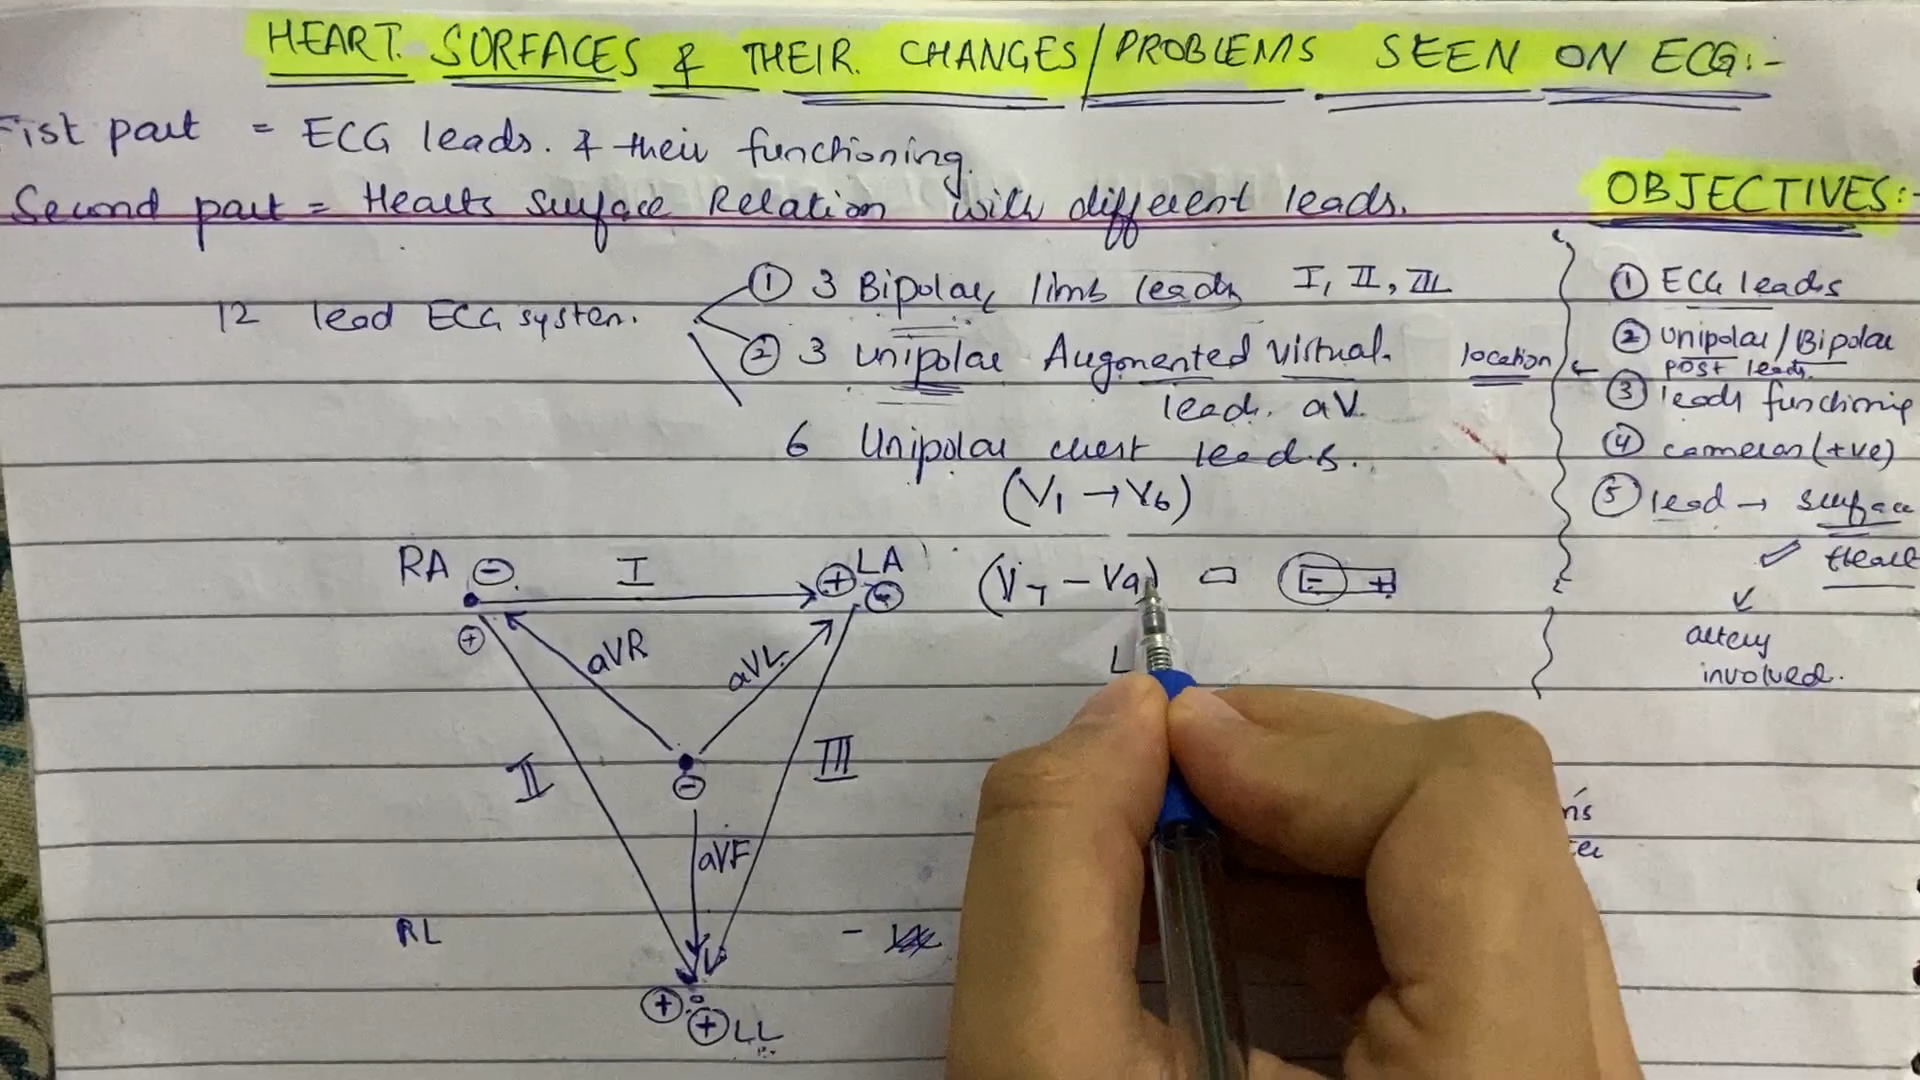 HEART. SURFACES & THEIR. CHANGES/PROBLEMS SEEN ON ECG:-
Fist part = ECG leads. & their functioning.
Second part = Hearts Surface Relation with different leads.
12 lead ECG system.
① 3 Bipolar limb leads I, II, III
② 3 unipolar Augmented Virtual.
lead. aV.
6 Unipolar chest leads.
(V1 → V6)
(V7 - V9)
- +
RA - I + LA
+
aVR aVL
II III
-
aVF
RL
+ + LL
OBJECTIVES:-
① ECG leads
② Unipolar/Bipolar
location ← post leads.
③ leads functioning
④ cameras (+ve)
⑤ lead → surface
Heart
artery
involved.